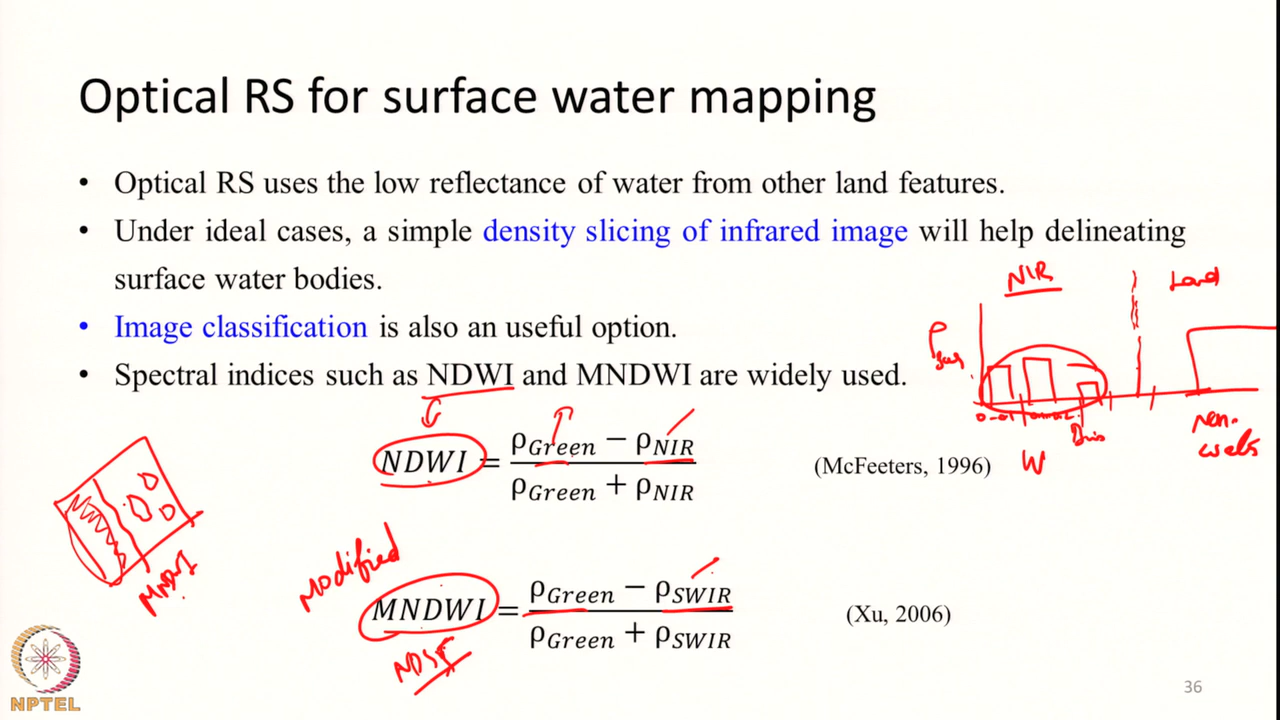 Optical RS for surface water mapping
• Optical RS uses the low reflectance of water from other land features.
• Under ideal cases, a simple density slicing of infrared image will help delineating
surface water bodies.
• Image classification is also an useful option.
• Spectral indices such as NDWI and MNDWI are widely used.
NIR
Land
ρ
Bins
Non-
W
NDWI = (ρGreen − ρNIR) / (ρGreen + ρNIR)
(McFeeters, 1996)
MNDWI
Modified
MNDWI = (ρGreen − ρSWIR) / (ρGreen + ρSWIR)
(Xu, 2006)
NDSI
NPTEL
36